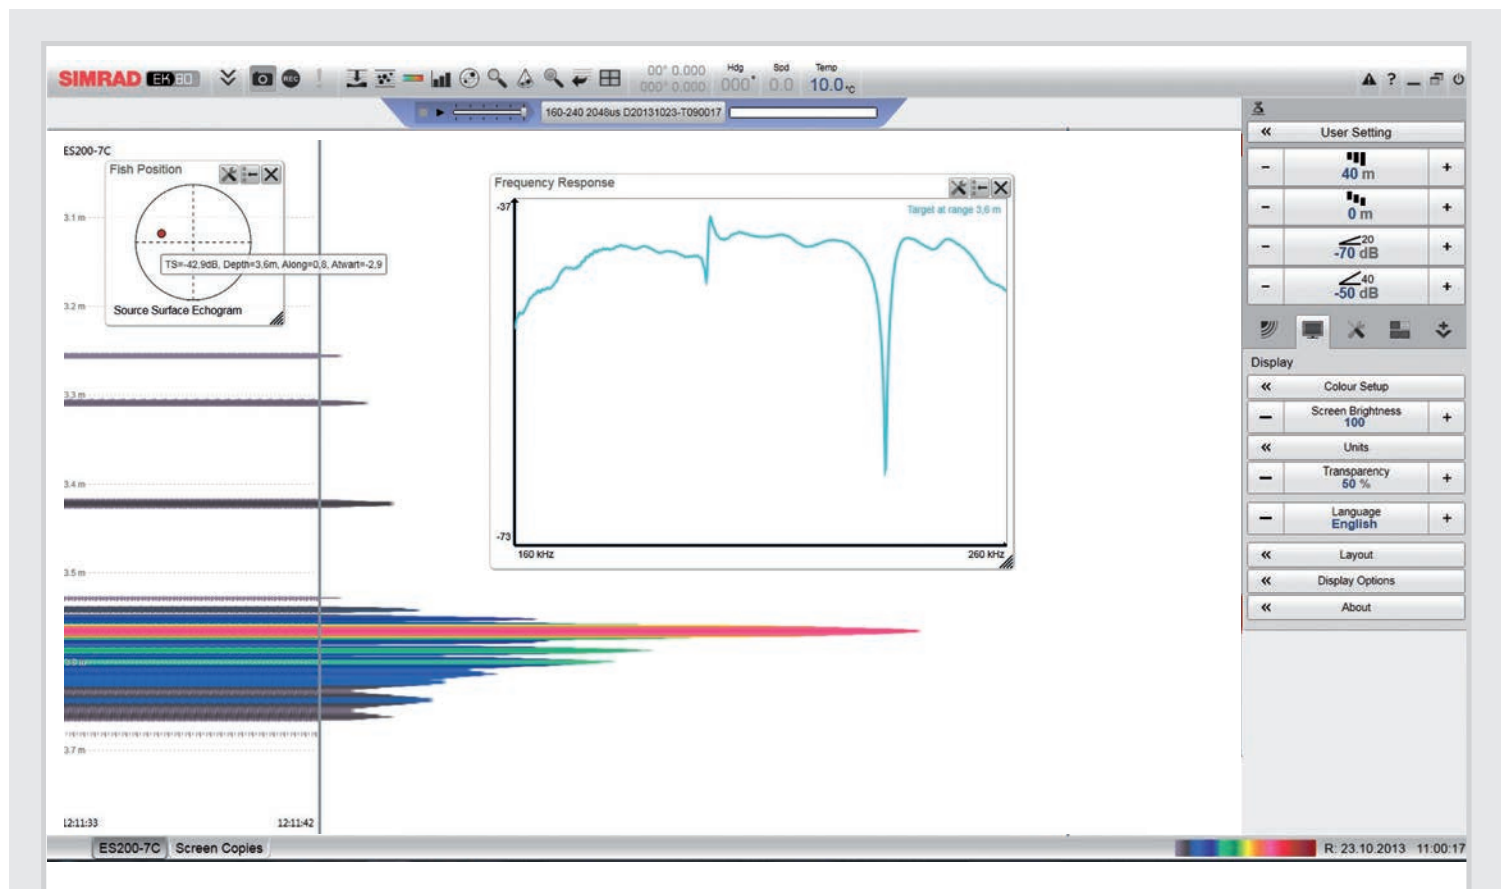 SIMRAD EK80
REC
00° 0.000
000° 0.000
Hdg
000°
Spd
0.0
Temp
10.0 °C
?
160-240 2048us D20131023-T090017
ES200-7C
Fish Position
TS=-42,9dB, Depth=3,6m, Along=0,8, Atwart=-2,9
Source Surface Echogram
3.1 m
3.2 m
3.3 m
3.4 m
3.5 m
3.6 m
3.7 m
12:11:33
12:11:42
Frequency Response
-37
Target at range 3,6 m
-73
160 kHz
260 kHz
« User Setting
- 40 m +
- 0 m +
- 20 +
-70 dB
- 40 +
-50 dB
Display
« Colour Setup
- Screen Brightness +
100
« Units
- Transparency +
50 %
- Language +
English
« Layout
« Display Options
« About
ES200-7C Screen Copies
R: 23.10.2013 11:00:17